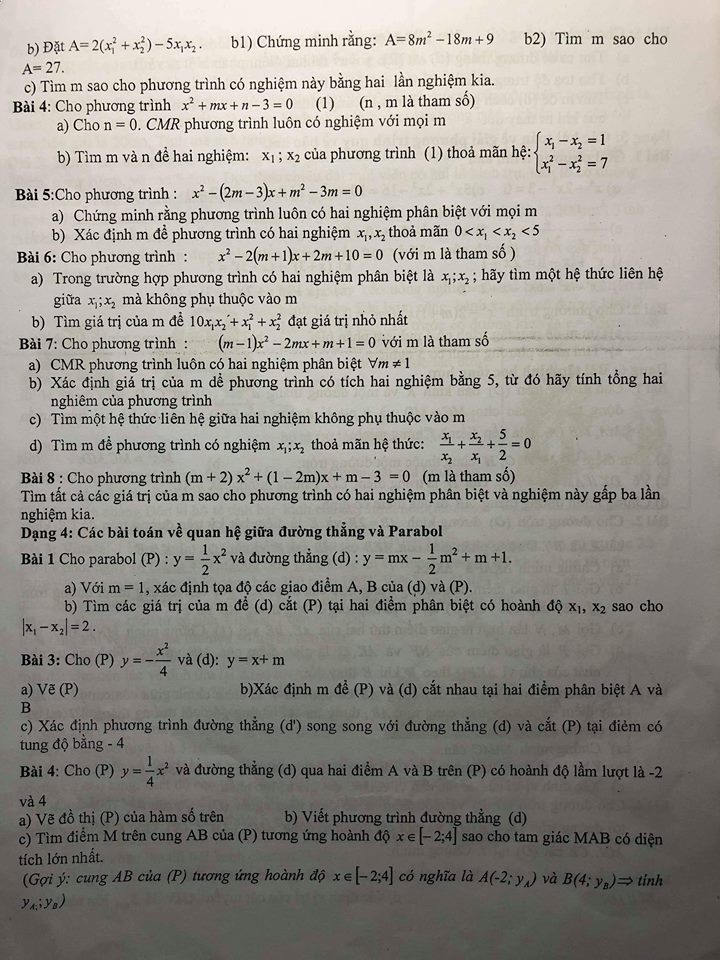 b) Đặt A= 2(x₁² + x₂²) − 5x₁x₂ . b1) Chứng minh rằng: A= 8m² −18m + 9 b2) Tìm m sao cho
A= 27.
c) Tìm m sao cho phương trình có nghiệm này bằng hai lần nghiệm kia.
Bài 4: Cho phương trình x² + mx + n − 3 = 0 (1) (n , m là tham số)
a) Cho n = 0. CMR phương trình luôn có nghiệm với mọi m
b) Tìm m và n để hai nghiệm: x₁ ; x₂ của phương trình (1) thoả mãn hệ: { x₁ − x₂ = 1
x₁² − x₂² = 7
Bài 5:Cho phương trình : x² − (2m − 3)x + m² − 3m = 0
a) Chứng minh rằng phương trình luôn có hai nghiệm phân biệt với mọi m
b) Xác định m để phương trình có hai nghiệm x₁, x₂ thoả mãn 0 < x₁ < x₂ < 5
Bài 6: Cho phương trình : x² − 2(m + 1)x + 2m + 10 = 0 (với m là tham số )
a) Trong trường hợp phương trình có hai nghiệm phân biệt là x₁; x₂ ; hãy tìm một hệ thức liên hệ
giữa x₁; x₂ mà không phụ thuộc vào m
b) Tìm giá trị của m để 10x₁x₂ + x₁² + x₂² đạt giá trị nhỏ nhất
Bài 7: Cho phương trình : (m − 1)x² − 2mx + m + 1 = 0 với m là tham số
a) CMR phương trình luôn có hai nghiệm phân biệt ∀m ≠ 1
b) Xác định giá trị của m dể phương trình có tích hai nghiệm bằng 5, từ đó hãy tính tổng hai
nghiêm của phương trình
c) Tìm một hệ thức liên hệ giữa hai nghiệm không phụ thuộc vào m
d) Tìm m để phương trình có nghiệm x₁; x₂ thoả mãn hệ thức: x₁/x₂ + x₂/x₁ + 5/2 = 0
Bài 8 : Cho phương trình (m + 2) x² + (1 – 2m)x + m – 3 = 0 (m là tham số)
Tìm tất cả các giá trị của m sao cho phương trình có hai nghiệm phân biệt và nghiệm này gấp ba lần
nghiệm kia.
Dạng 4: Các bài toán về quan hệ giữa đường thẳng và Parabol
Bài 1 Cho parabol (P) : y = 1/2 x² và đường thẳng (d) : y = mx – 1/2 m² + m +1.
a) Với m = 1, xác định tọa độ các giao điểm A, B của (d) và (P).
b) Tìm các giá trị của m để (d) cắt (P) tại hai điểm phân biệt có hoành độ x₁, x₂ sao cho
|x₁ − x₂| = 2 .
Bài 3: Cho (P) y = −x²/4 và (d): y = x+ m
a) Vẽ (P) b)Xác định m để (P) và (d) cắt nhau tại hai điểm phân biệt A và
B
c) Xác định phương trình đường thẳng (d') song song với đường thẳng (d) và cắt (P) tại điẻm có
tung độ bằng - 4
Bài 4: Cho (P) y = 1/4 x² và đường thẳng (d) qua hai điểm A và B trên (P) có hoành độ lầm lượt là -2
và 4
a) Vẽ đồ thị (P) của hàm số trên b) Viết phương trình đường thẳng (d)
c) Tìm điểm M trên cung AB của (P) tương ứng hoành độ x ∈ [− 2;4] sao cho tam giác MAB có diện
tích lớn nhất.
(Gợi ý: cung AB của (P) tương ứng hoành độ x ∈ [− 2;4] có nghĩa là A(-2; y_A) và B(4; y_B) ⇒ tính
y_A; ; y_B )